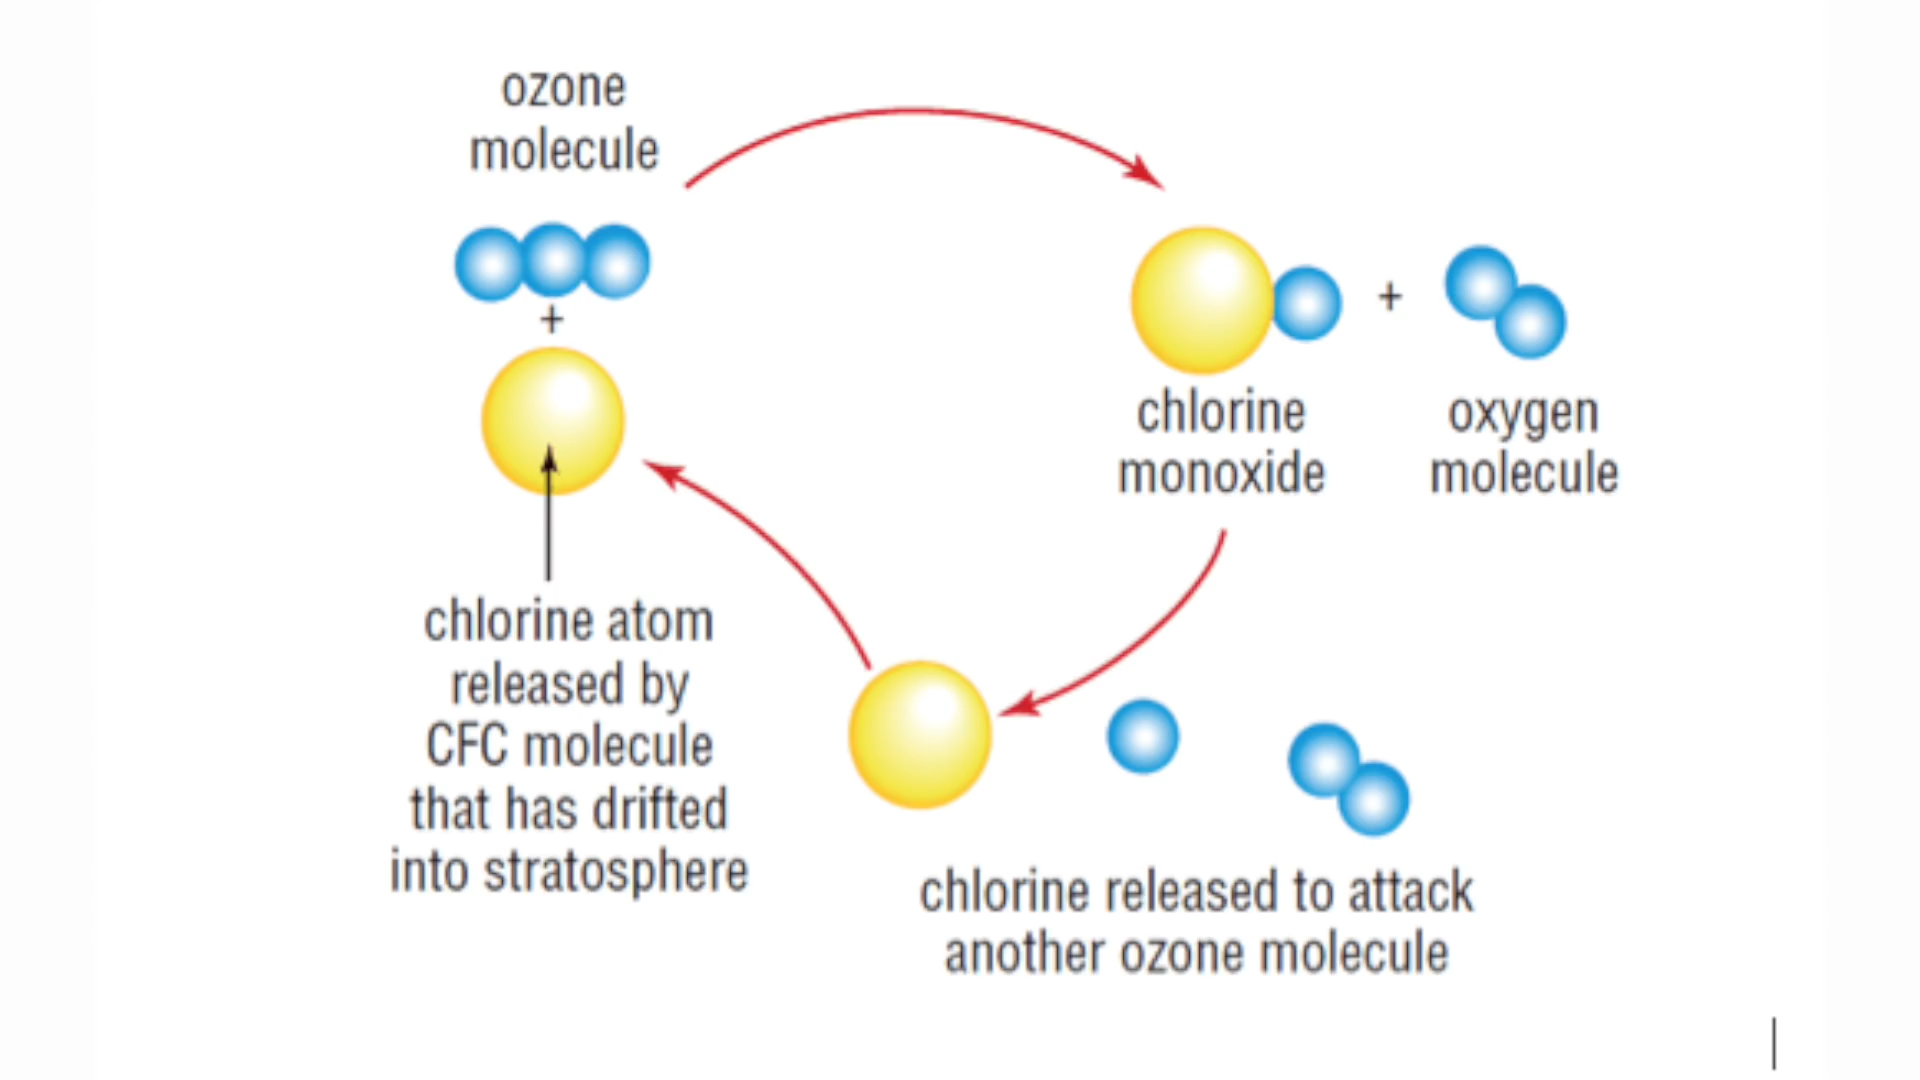 ozone
molecule
+
chlorine atom
released by
CFC molecule
that has drifted
into stratosphere
+
chlorine
monoxide
oxygen
molecule
chlorine released to attack
another ozone molecule